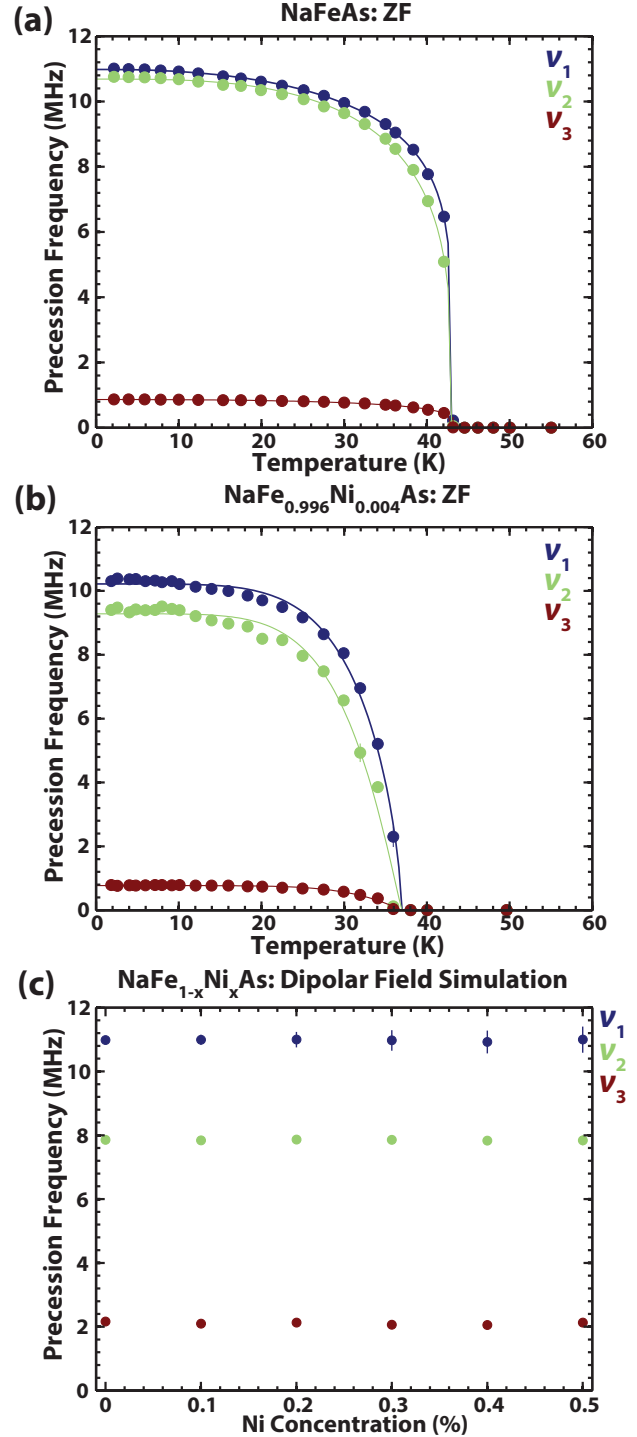 (a)
NaFeAs: ZF
Precession Frequency (MHz)
12
10
8
6
4
2
0
ν1
ν2
ν3
0 10 20 30 40 50 60
Temperature (K)
(b)
NaFe0.996Ni0.004As: ZF
Precession Frequency (MHz)
12
10
8
6
4
2
0
ν1
ν2
ν3
0 10 20 30 40 50 60
Temperature (K)
(c)
NaFe1-xNixAs: Dipolar Field Simulation
Precession Frequency (MHz)
12
10
8
6
4
2
0
ν1
ν2
ν3
0 0.1 0.2 0.3 0.4 0.5
Ni Concentration (%)